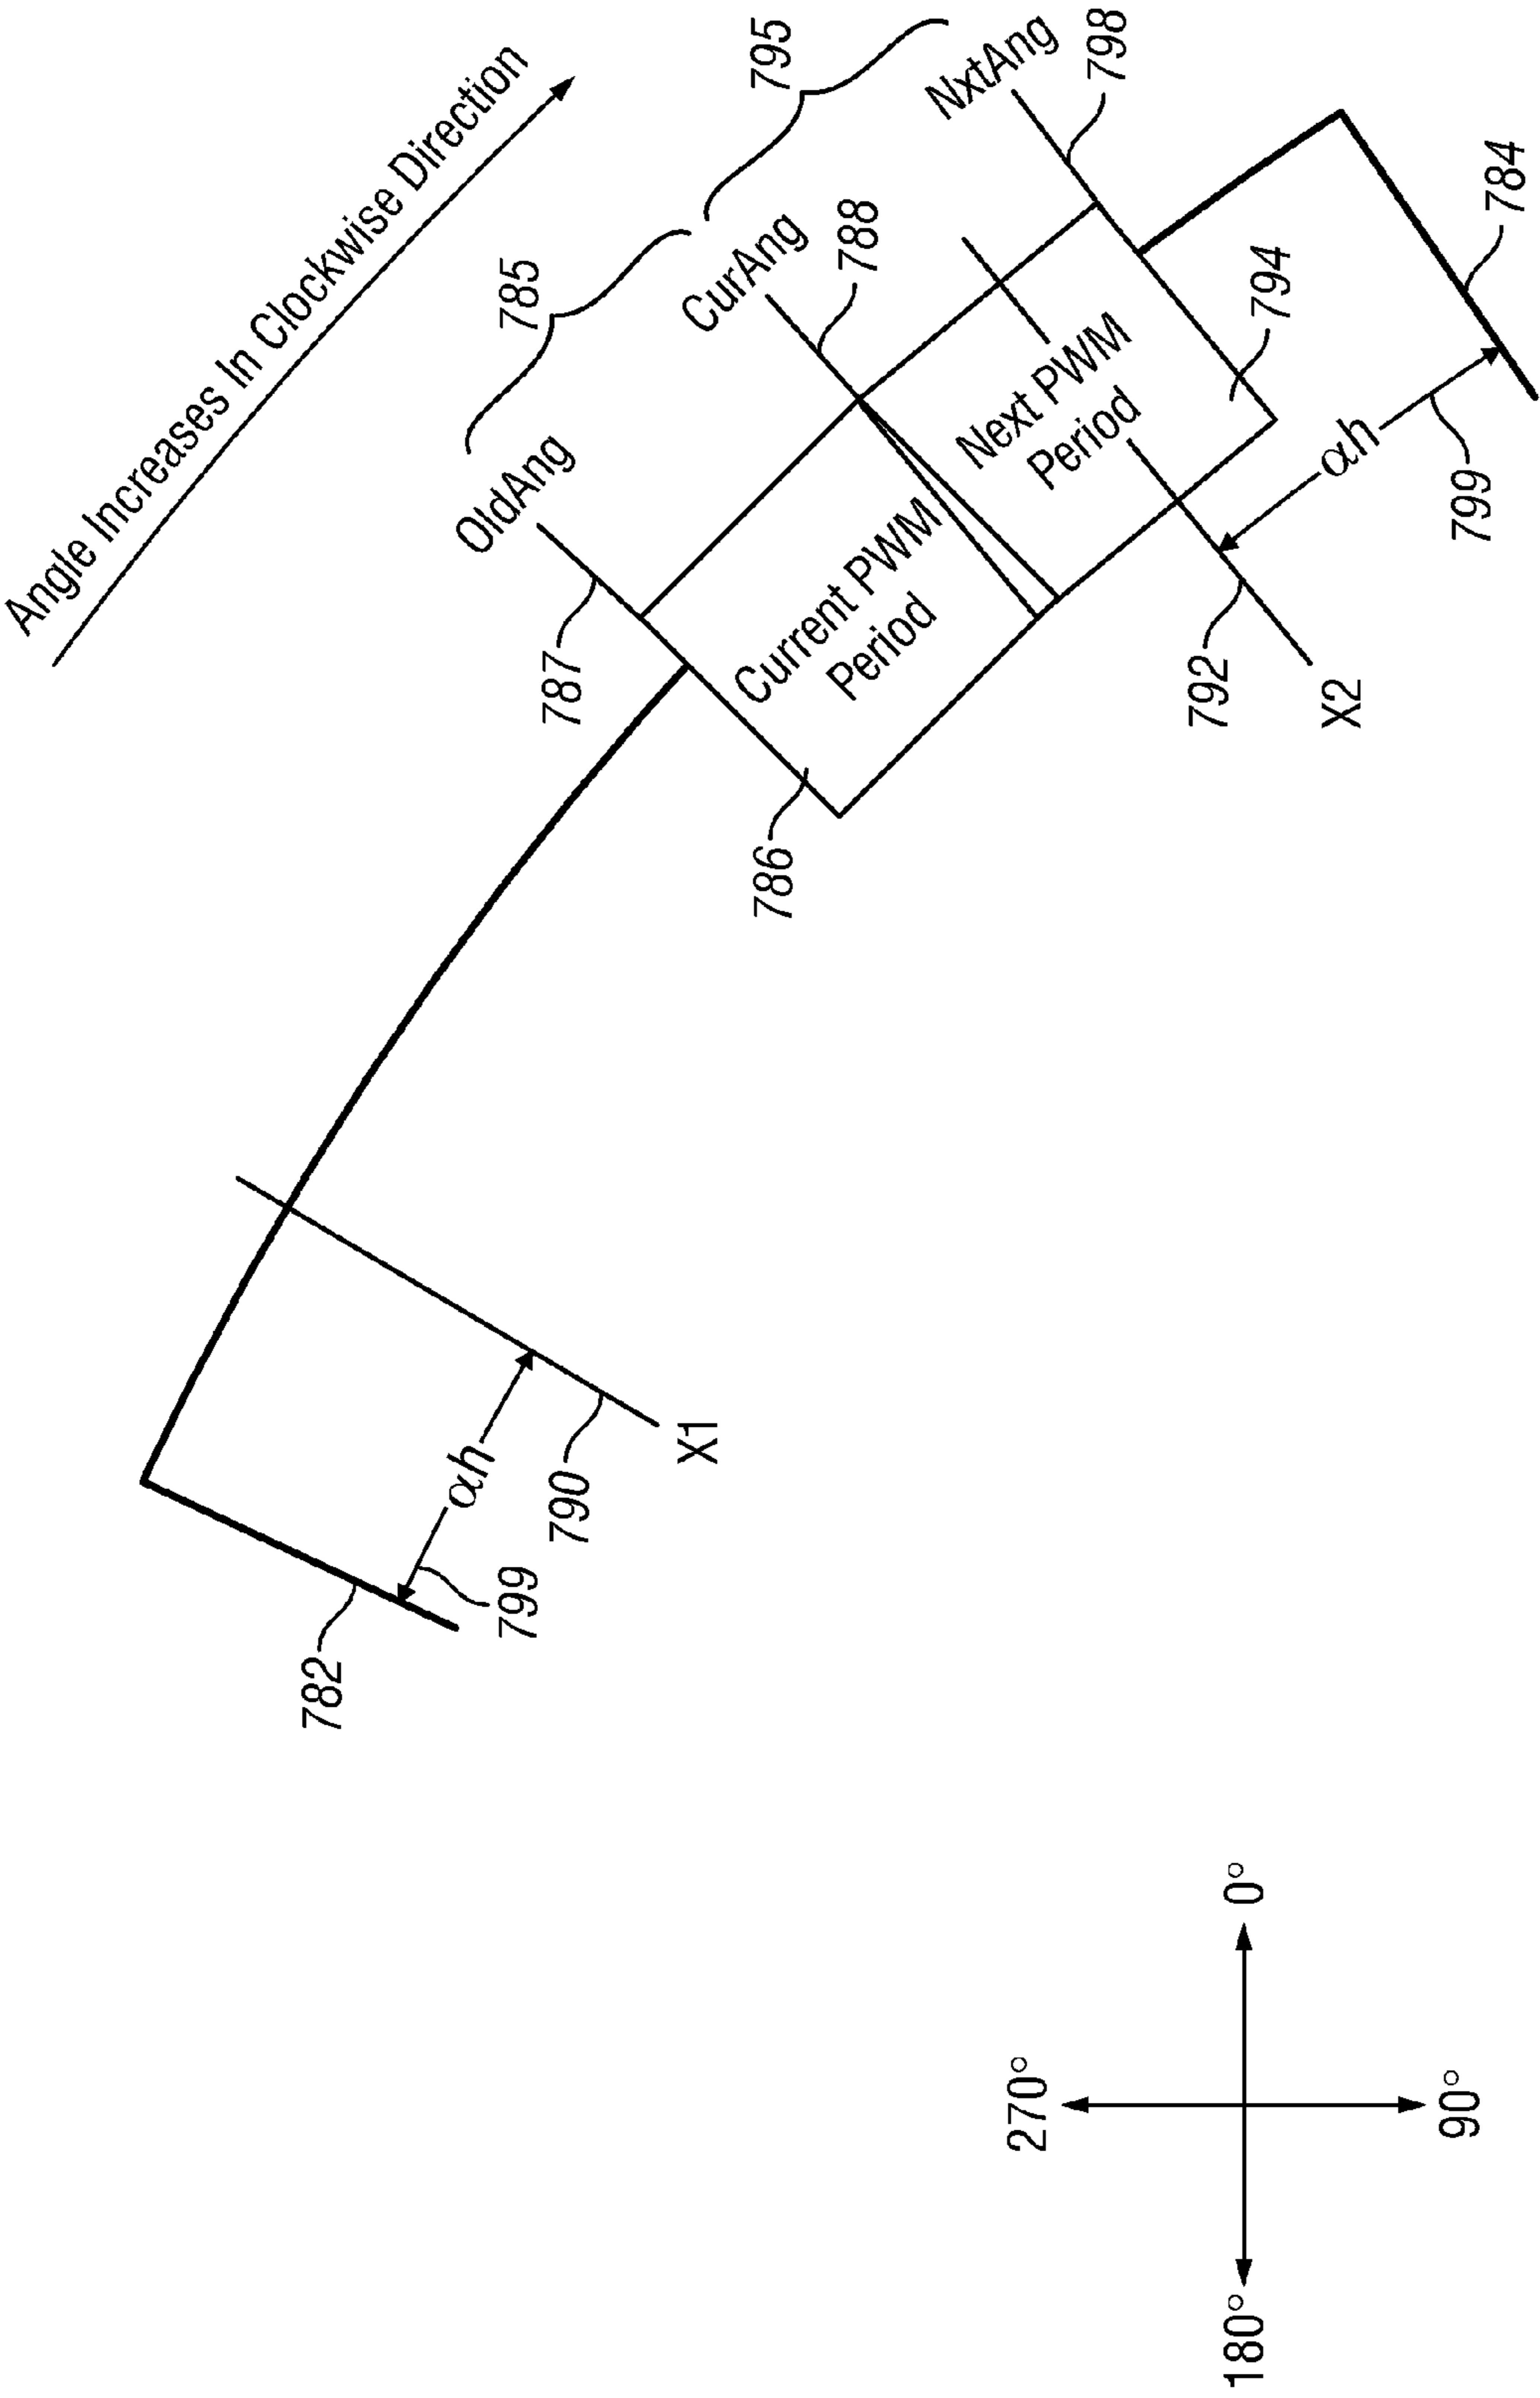 Angle Increases In Clockwise Direction
795
NxtAng
798
785
CurAng
788
OldAng
787
784
794
Next PWM
Period
Current PWM
Period
αh
799
792
X2
786
αh
790
X1
799
782
270°
0°
180°
90°